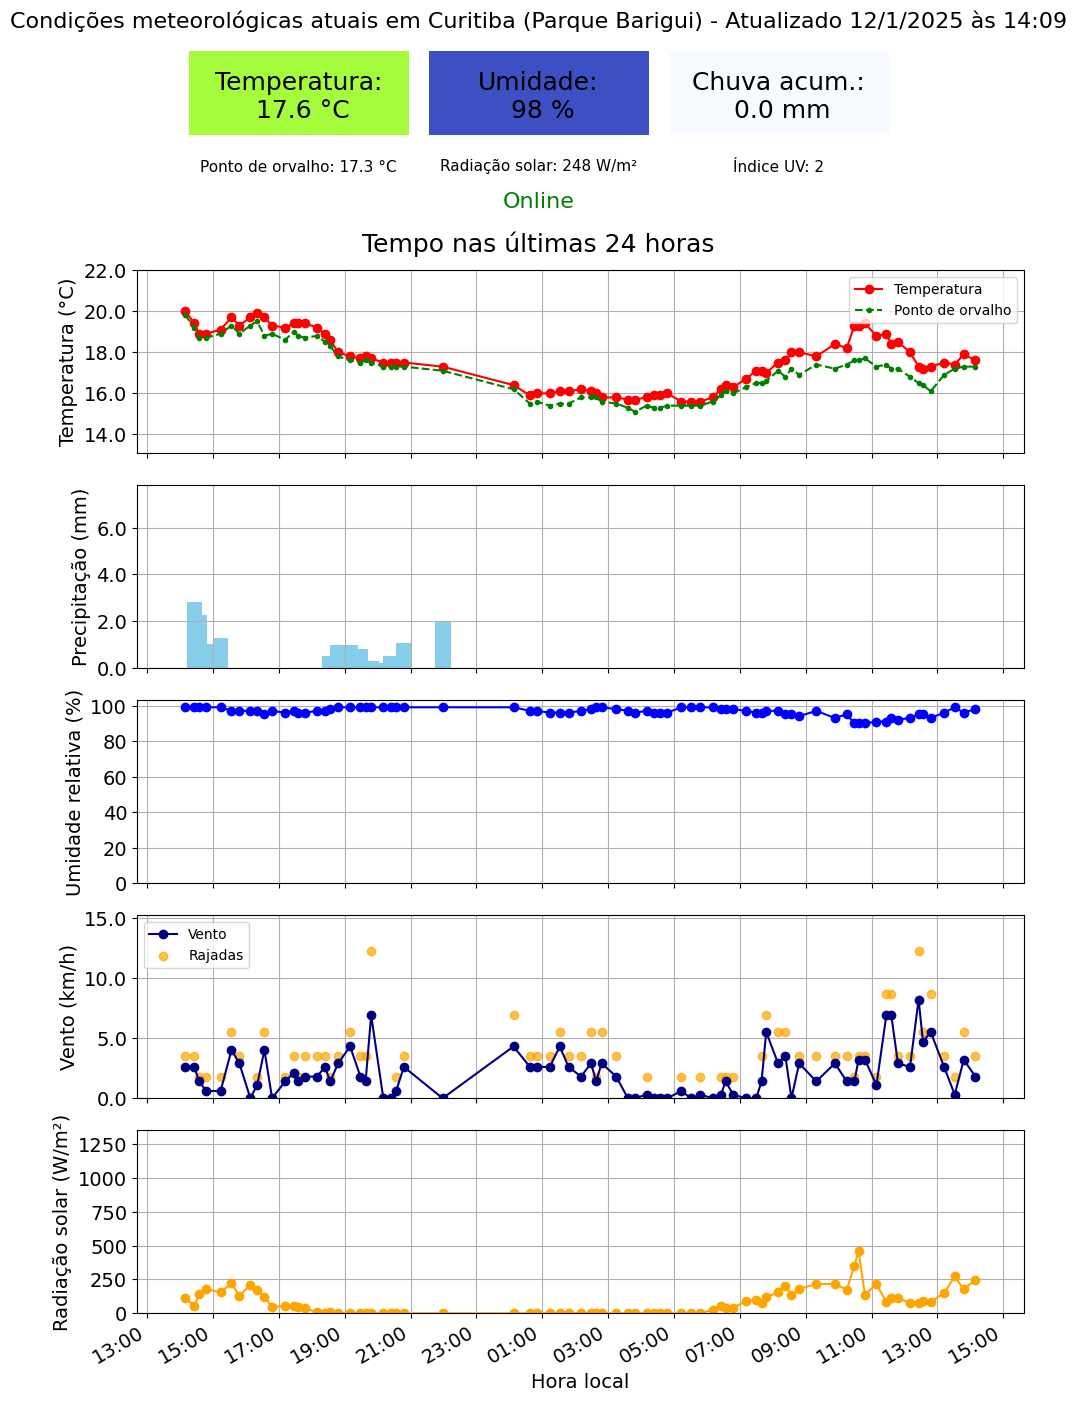 Condições meteorológicas atuais em Curitiba (Parque Barigui) - Atualizado 12/1/2025 às 14:09
Temperatura:
17.6 °C
Umidade:
98 %
Chuva acum.:
0.0 mm
Ponto de orvalho: 17.3 °C
Radiação solar: 248 W/m²
Índice UV: 2
Online
Tempo nas últimas 24 horas
Temperatura (°C)
22.0
20.0
18.0
16.0
14.0
Temperatura
Ponto de orvalho
Precipitação (mm)
6.0
4.0
2.0
0.0
Umidade relativa (%)
100
80
60
40
20
0
Vento (km/h)
15.0
10.0
5.0
0.0
Vento
Rajadas
Radiação solar (W/m²)
1250
1000
750
500
250
0
13:00 15:00 17:00 19:00 21:00 23:00 01:00 03:00 05:00 07:00 09:00 11:00 13:00 15:00
Hora local